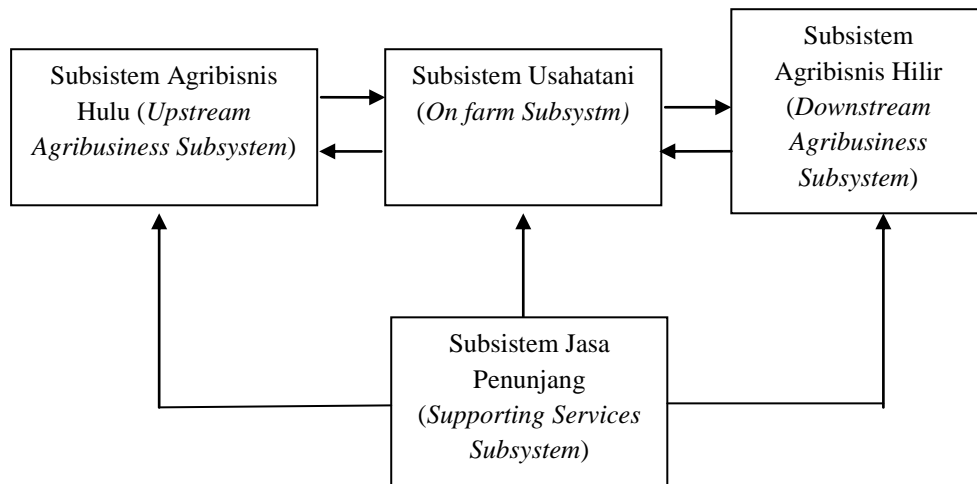 Subsistem Agribisnis
Hulu (Upstream
Agribusiness Subsystem)
Subsistem Usahatani
(On farm Subsystm)
Subsistem
Agribisnis Hilir
(Downstream
Agribusiness
Subsystem)
Subsistem Jasa
Penunjang
(Supporting Services
Subsystem)